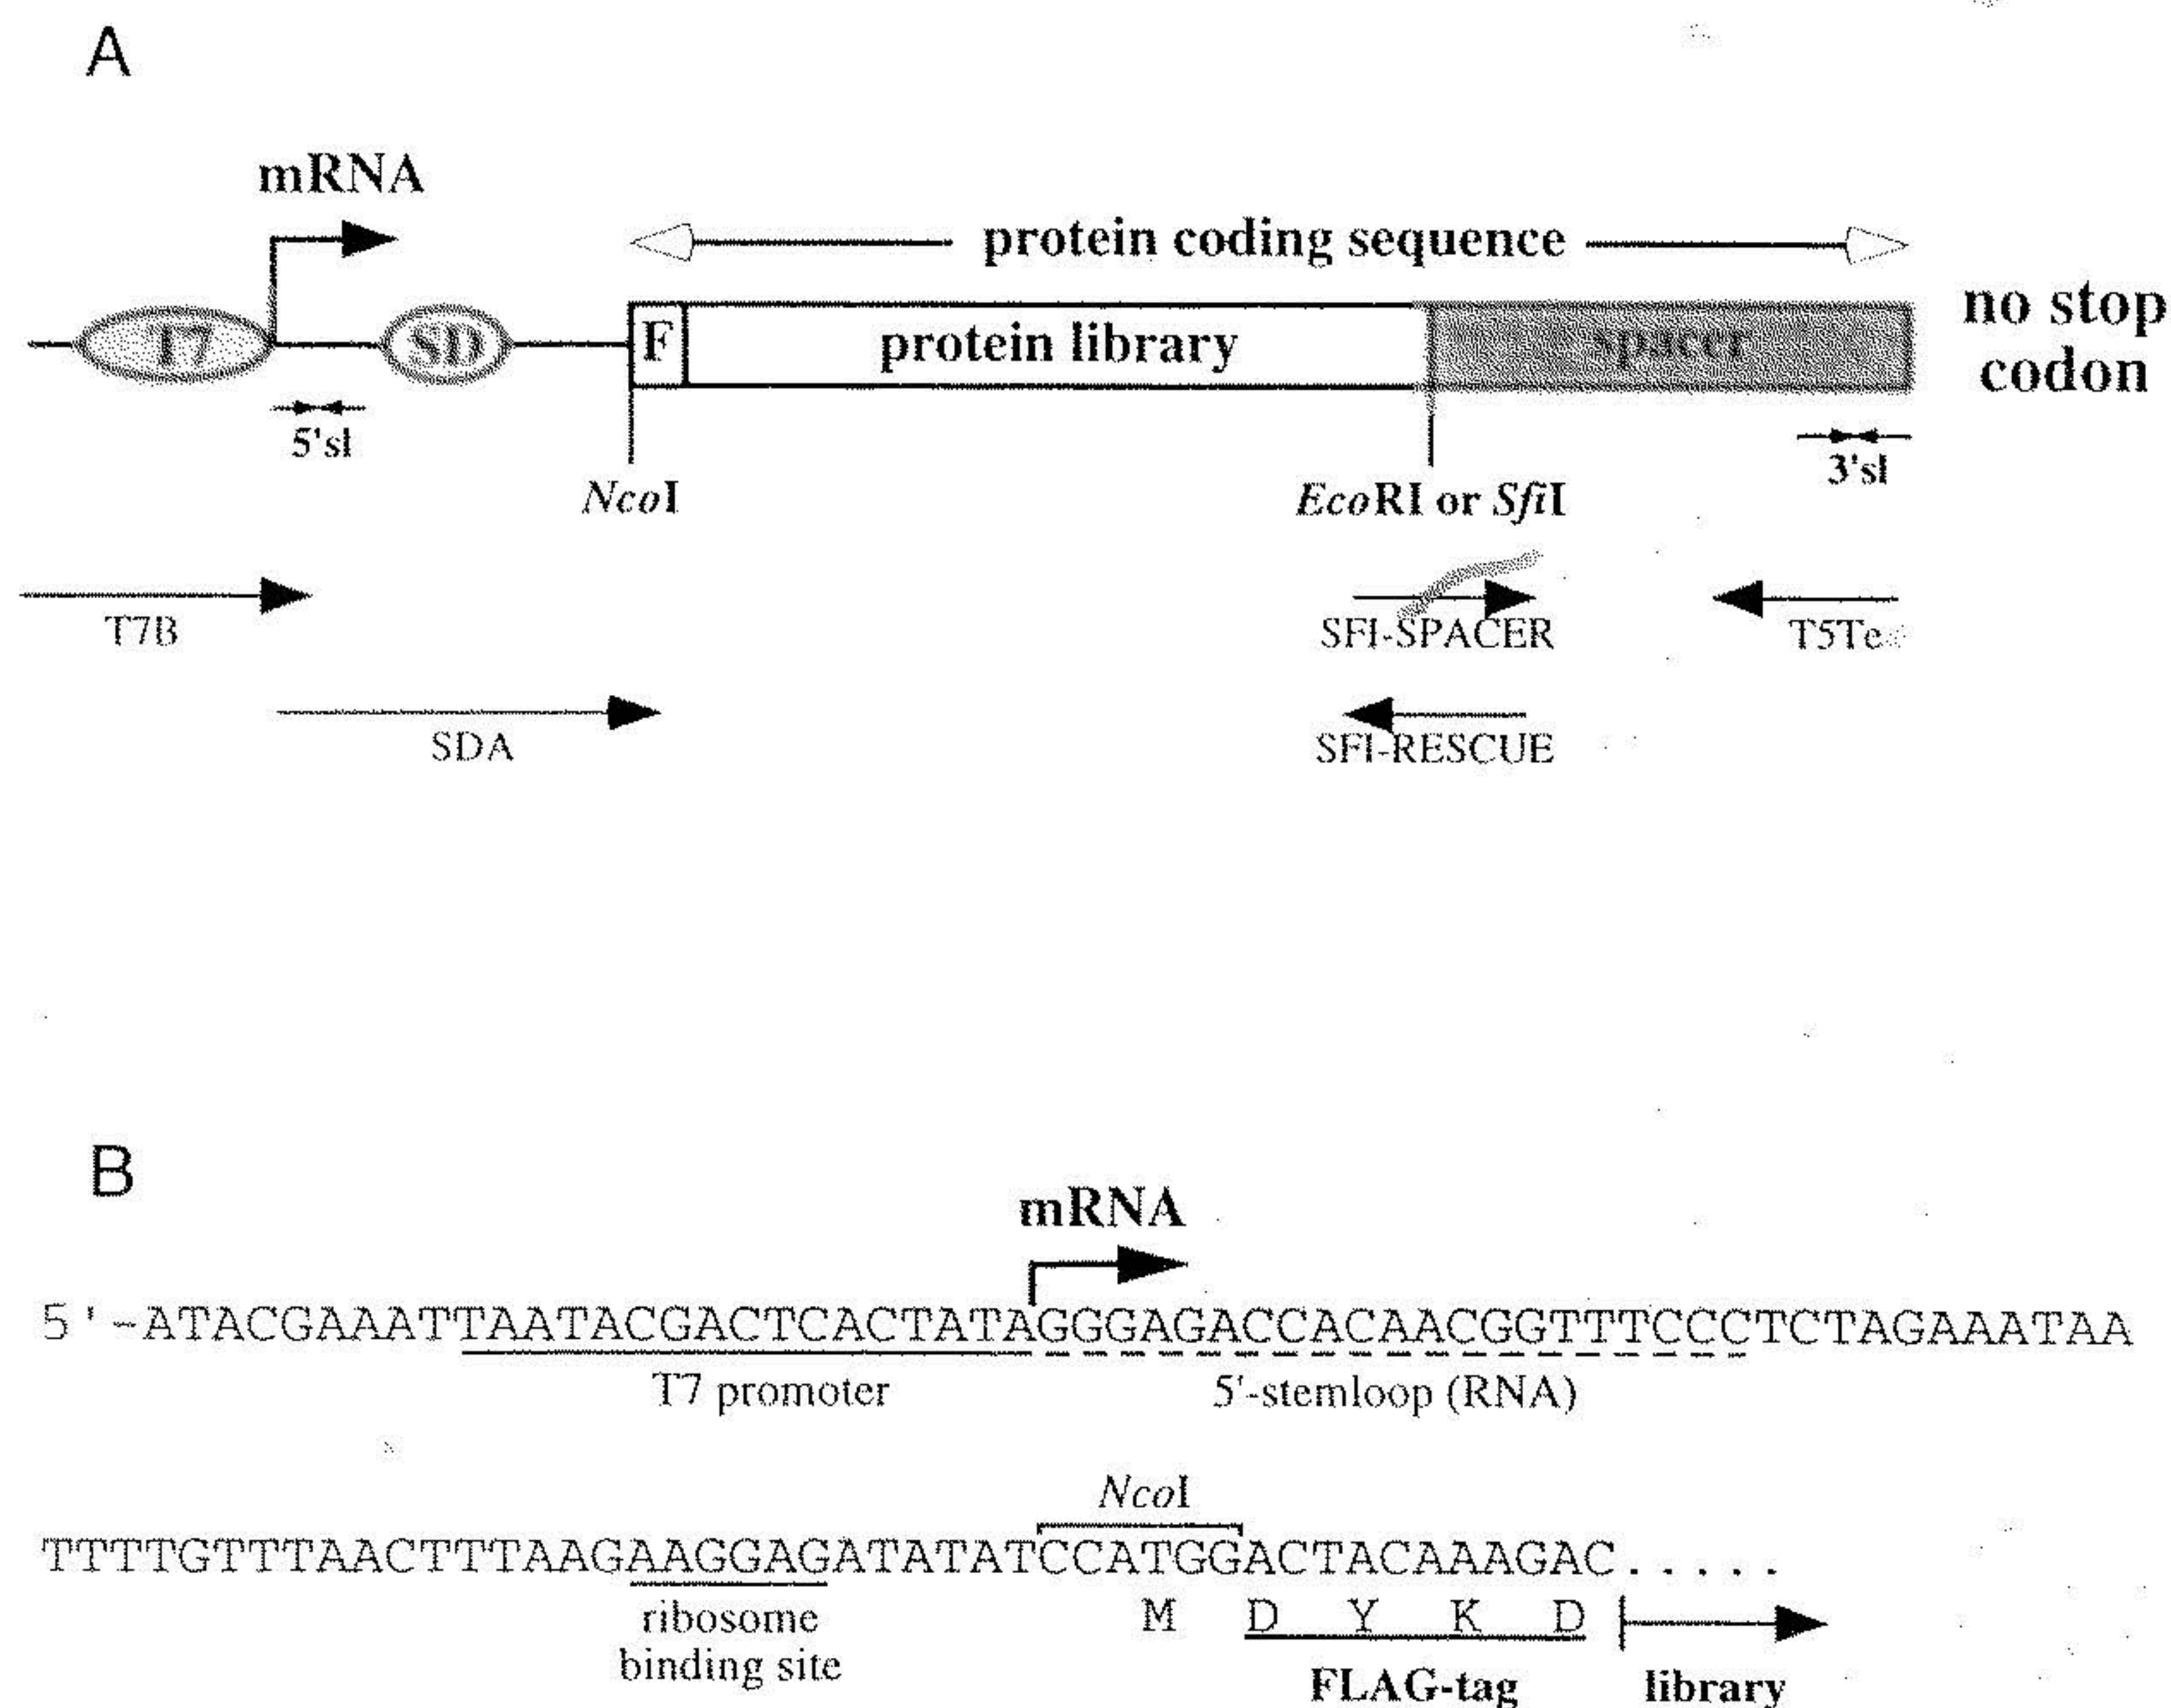 A
mRNA
protein coding sequence
T7 SD F protein library spacer
no stop
codon
5'sl
3'sl
NcoI
EcoRI or SfiI
T7B
SFI-SPACER
T5Te
SDA
SFI-RESCUE
B
mRNA
5'-ATACGAAATTAATACGACTCACTATAGGGAGACCACAACGGTTTCCCTCTAGAAATAA
T7 promoter
5'-stemloop (RNA)
NcoI
TTTTGTTTAACTTTAAGAAGGAGATATATCCATGGACTACAAAGAC.....
ribosome
binding site
M D Y K D
FLAG-tag
library